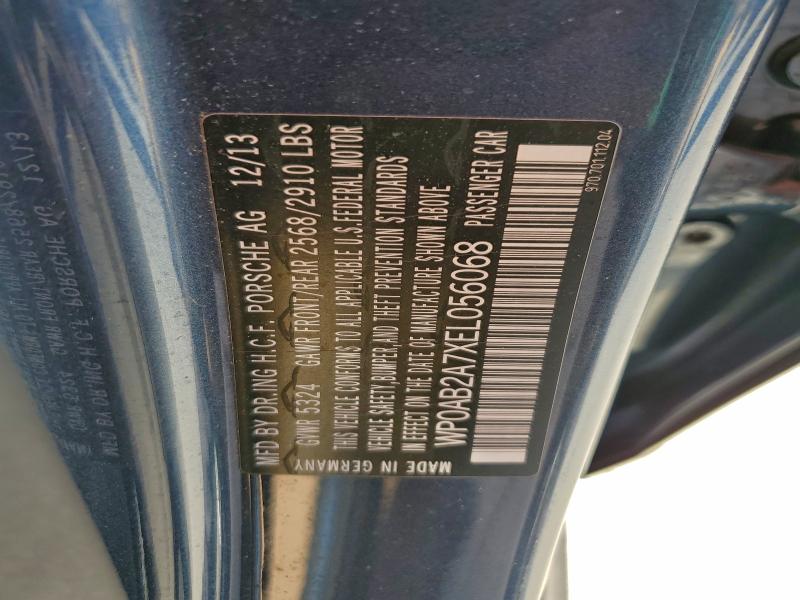 MFD BY DR.ING H.C.F. PORSCHE AG 12/13
GVWR 5324 GAWR FRONT/REAR 2568/2910 LBS
THIS VEHICLE CONFORMS TO ALL APPLICABLE U.S. FEDERAL MOTOR
VEHICLE SAFETY, BUMPER, AND THEFT PREVENTION STANDARDS
IN EFFECT ON THE DATE OF MANUFACTURE SHOWN ABOVE
WP0AB2A7XEL056068 PASSENGER CAR
MADE IN GERMANY
970.701.112.04